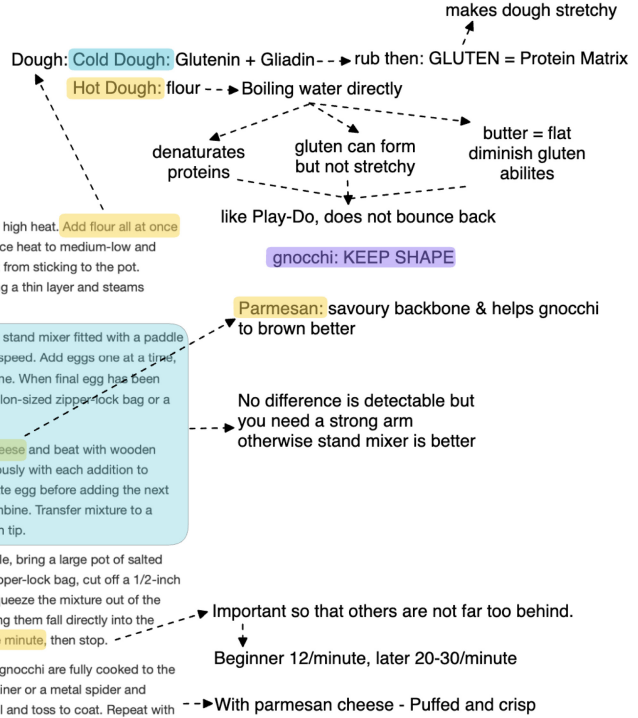 makes dough stretchy
Dough: Cold Dough: Glutenin + Gliadin rub then: GLUTEN = Protein Matrix
Hot Dough: flour Boiling water directly
denaturates
proteins
gluten can form
but not stretchy
butter = flat
diminish gluten
abilites
like Play-Do, does not bounce back
gnocchi: KEEP SHAPE
high heat. Add flour all at once
ce heat to medium-low and
from sticking to the pot.
g a thin layer and steams
Parmesan: savoury backbone & helps gnocchi
to brown better
stand mixer fitted with a paddle
speed. Add eggs one at a time,
ne. When final egg has been
lon-sized zipper-lock bag or a
No difference is detectable but
you need a strong arm
otherwise stand mixer is better
eese and beat with wooden
ously with each addition to
te egg before adding the next
nbine. Transfer mixture to a
n tip.
le, bring a large pot of salted
pper-lock bag, cut off a 1/2-inch
queeze the mixture out of the
ng them fall directly into the
minute, then stop.
Important so that others are not far too behind.
Beginner 12/minute, later 20-30/minute
gnocchi are fully cooked to the
iner or a metal spider and
l and toss to coat. Repeat with
With parmesan cheese - Puffed and crisp